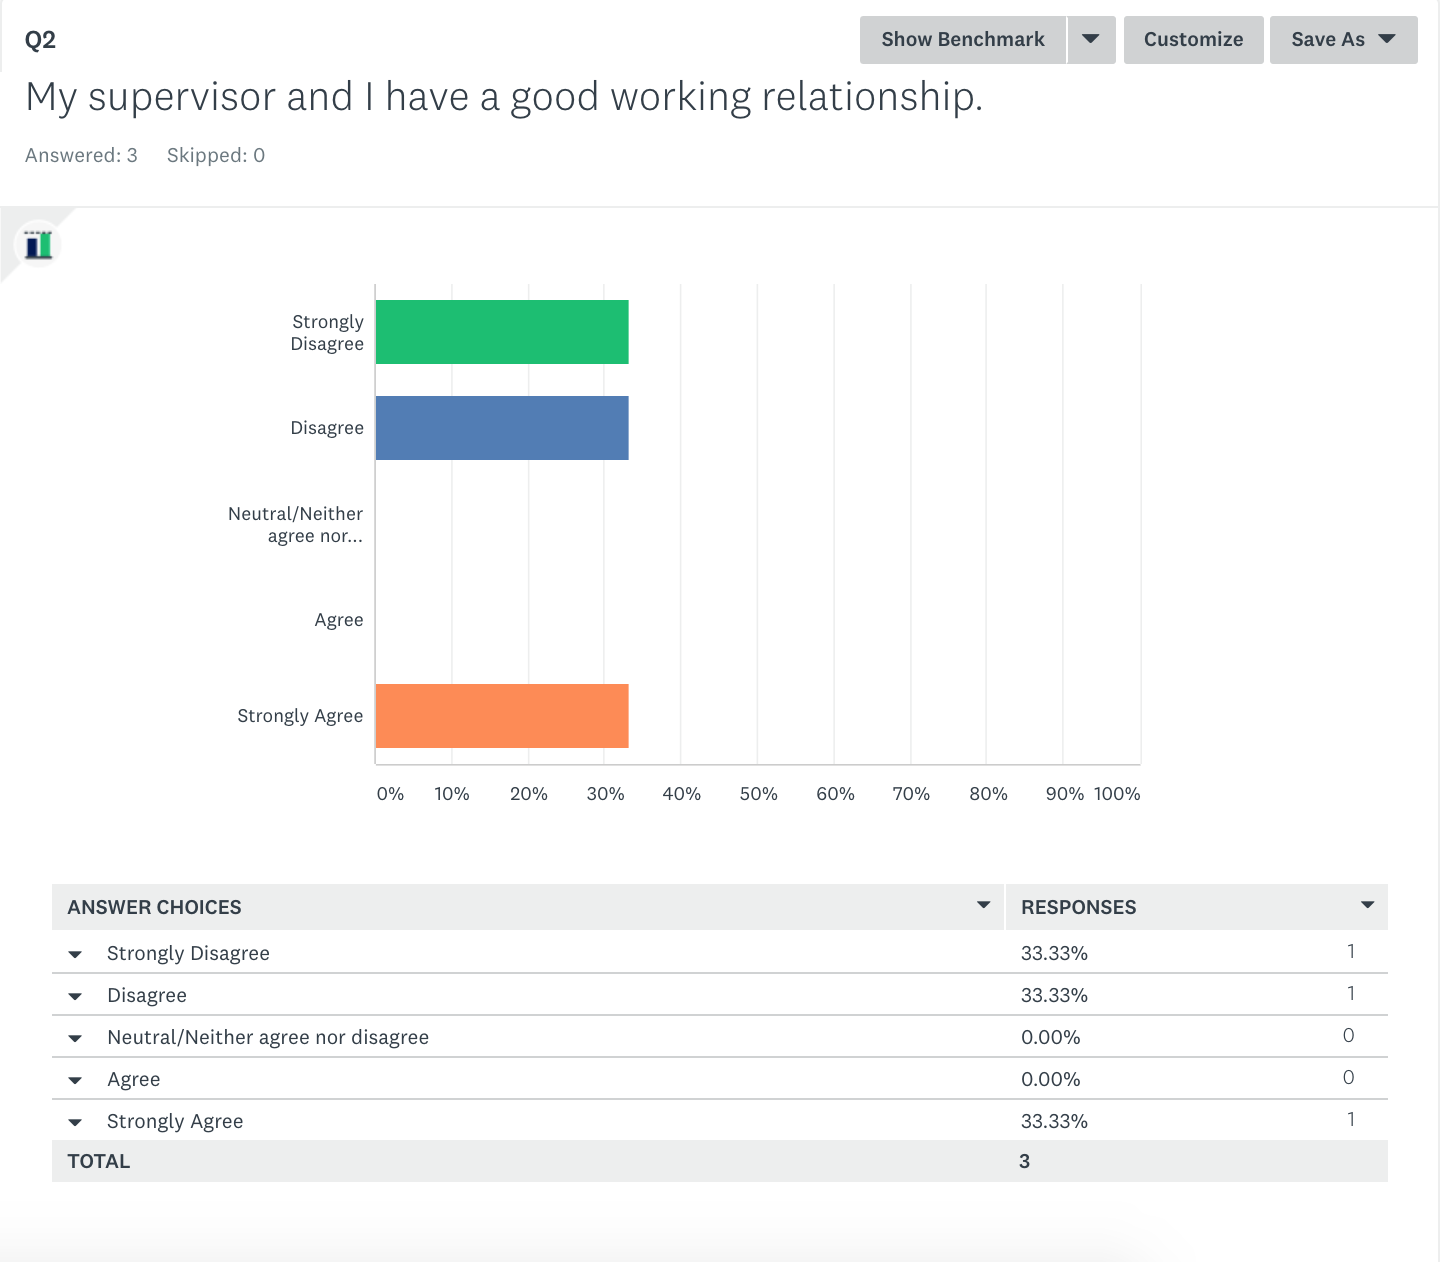 Q2
Show Benchmark
Customize
Save As
My supervisor and I have a good working relationship.
Answered: 3 Skipped: 0
Strongly
Disagree
Disagree
Neutral/Neither
agree nor...
Agree
Strongly Agree
0% 10% 20% 30% 40% 50% 60% 70% 80% 90% 100%
ANSWER CHOICES RESPONSES
Strongly Disagree 33.33% 1
Disagree 33.33% 1
Neutral/Neither agree nor disagree 0.00% 0
Agree 0.00% 0
Strongly Agree 33.33% 1
TOTAL 3